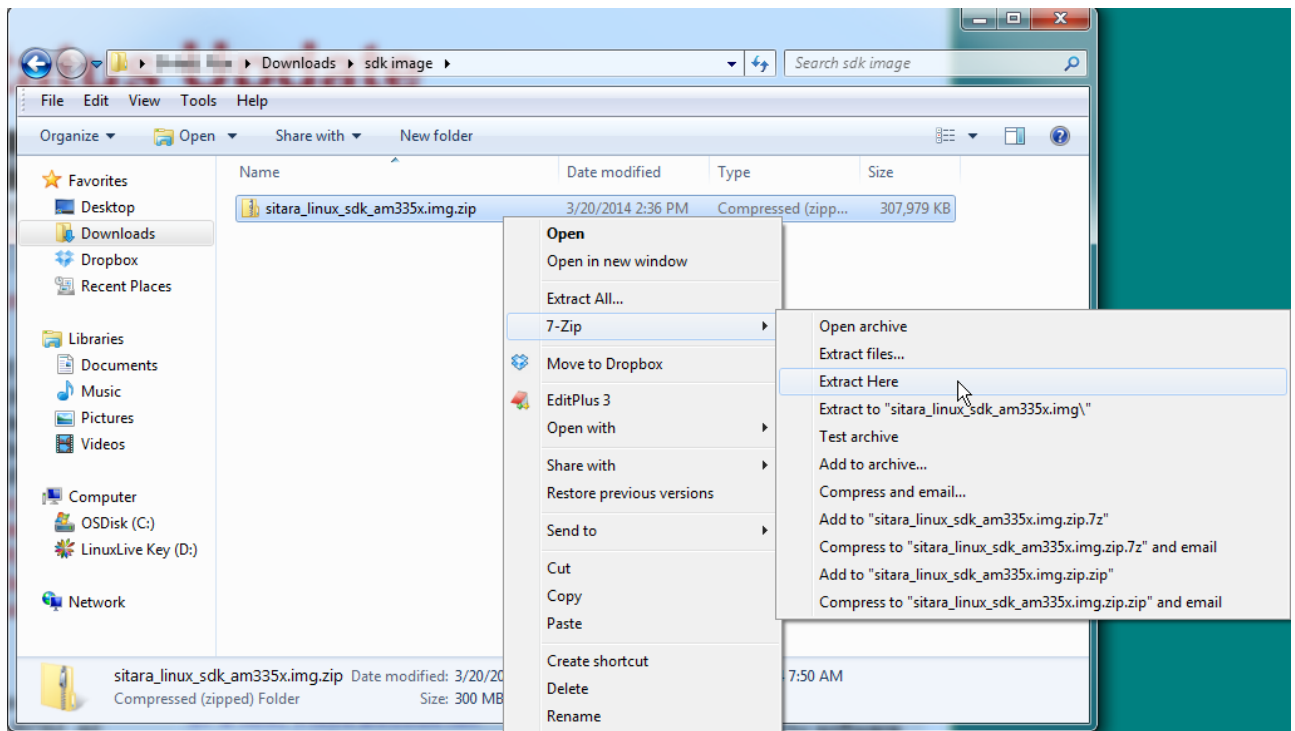 Downloads sdk image Search sdk image
File Edit View Tools Help
Organize Open Share with New folder
Name Date modified Type Size
sitara_linux_sdk_am335x.img.zip 3/20/2014 2:36 PM Compressed (zipp... 307,979 KB
Favorites
Desktop
Downloads
Dropbox
Recent Places
Libraries
Documents
Music
Pictures
Videos
Computer
OSDisk (C:)
LinuxLive Key (D:)
Network
Open
Open in new window
Extract All...
7-Zip
Move to Dropbox
EditPlus 3
Open with
Share with
Restore previous versions
Send to
Cut
Copy
Paste
Create shortcut
Delete
Rename
Open archive
Extract files...
Extract Here
Extract to "sitara_linux_sdk_am335x.img\"
Test archive
Add to archive...
Compress and email...
Add to "sitara_linux_sdk_am335x.img.zip.7z"
Compress to "sitara_linux_sdk_am335x.img.zip.7z" and email
Add to "sitara_linux_sdk_am335x.img.zip.zip"
Compress to "sitara_linux_sdk_am335x.img.zip.zip" and email
sitara_linux_sdk_am335x.img.zip Date modified: 3/20/20 7:50 AM
Compressed (zipped) Folder Size: 300 MB